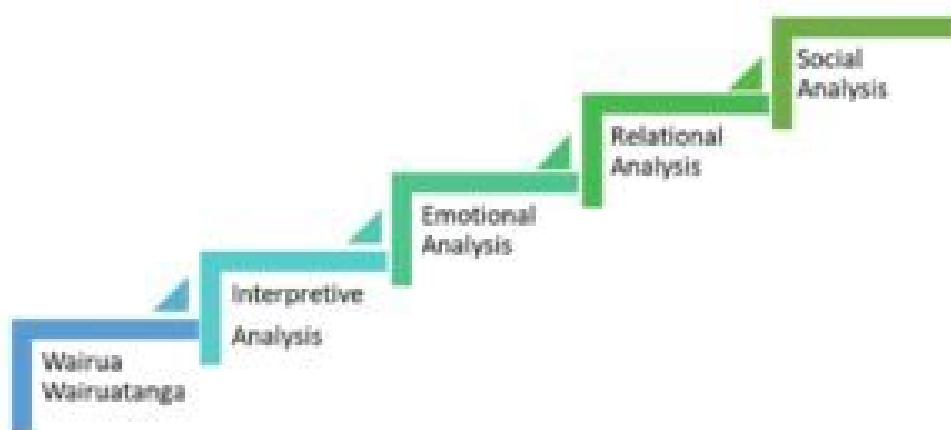 Social
Analysis
Relational
Analysis
Emotional
Analysis
Interpretive
Analysis
Wairua
Wairuatanga